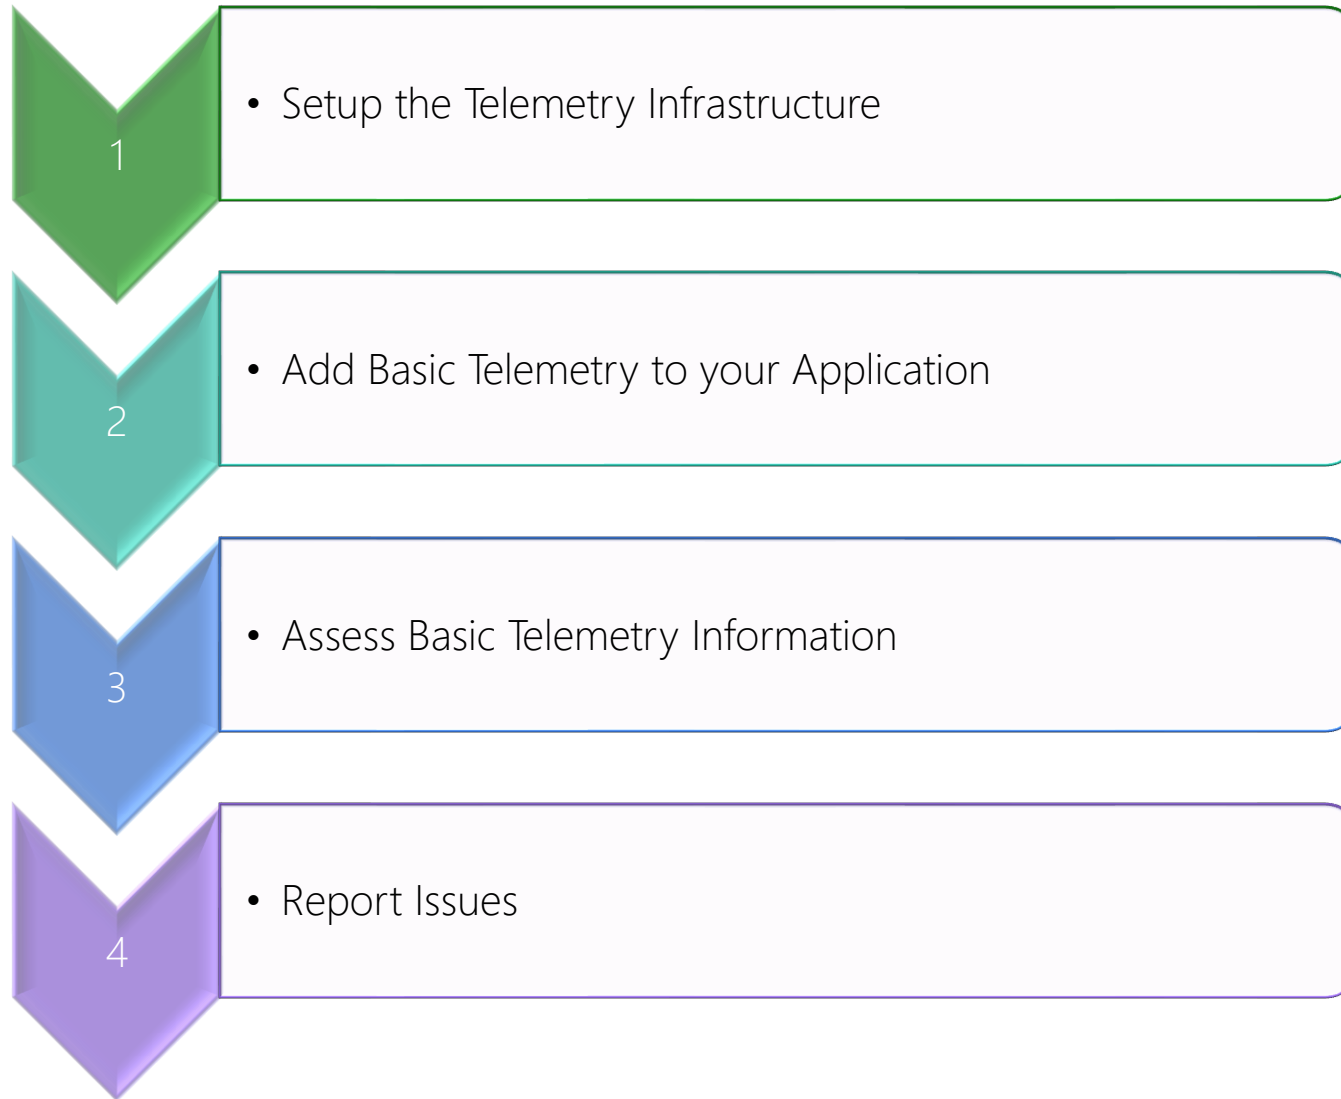 1
• Setup the Telemetry Infrastructure
2
• Add Basic Telemetry to your Application
3
• Assess Basic Telemetry Information
4
• Report Issues